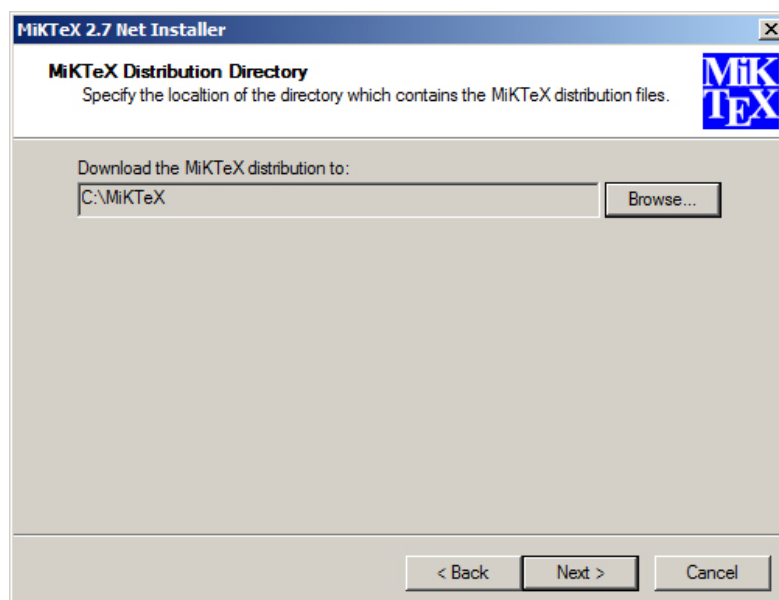 MiKTeX 2.7 Net Installer
MiKTeX Distribution Directory
Specify the localtion of the directory which contains the MiKTeX distribution files.
MiK
TEX
Download the MiKTeX distribution to:
C:\MiKTeX
Browse...
< Back
Next >
Cancel